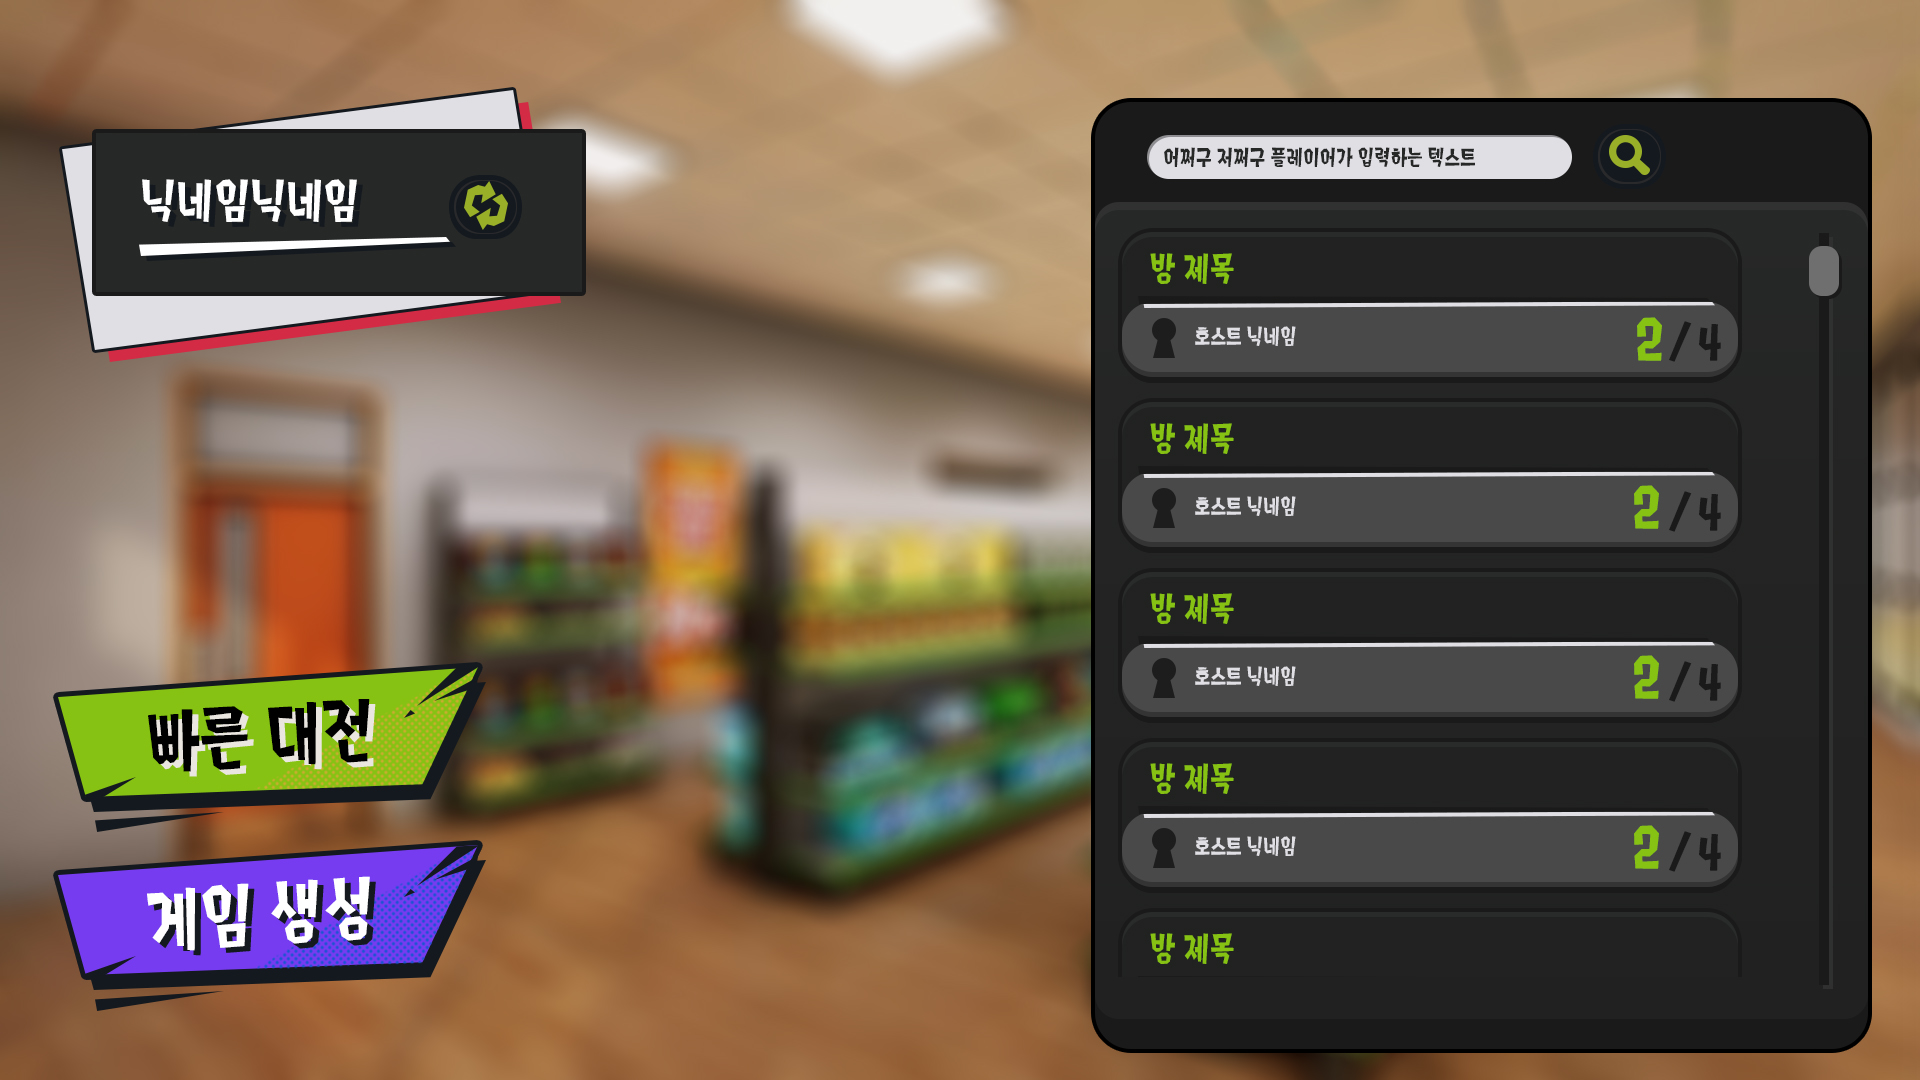 닉네임닉네임
빠른 대전
게임 생성
어쩌구 저쩌구 플레이어가 입력하는 텍스트
방 제목
호스트 닉네임
2/4
방 제목
호스트 닉네임
2/4
방 제목
호스트 닉네임
2/4
방 제목
호스트 닉네임
2/4
방 제목